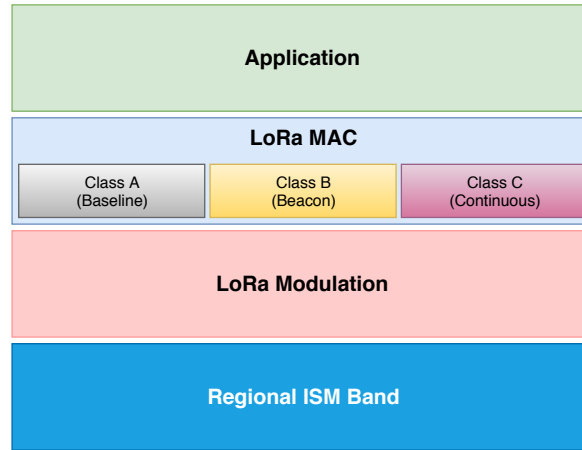 Application
LoRa MAC
Class A
(Baseline)
Class B
(Beacon)
Class C
(Continuous)
LoRa Modulation
Regional ISM Band